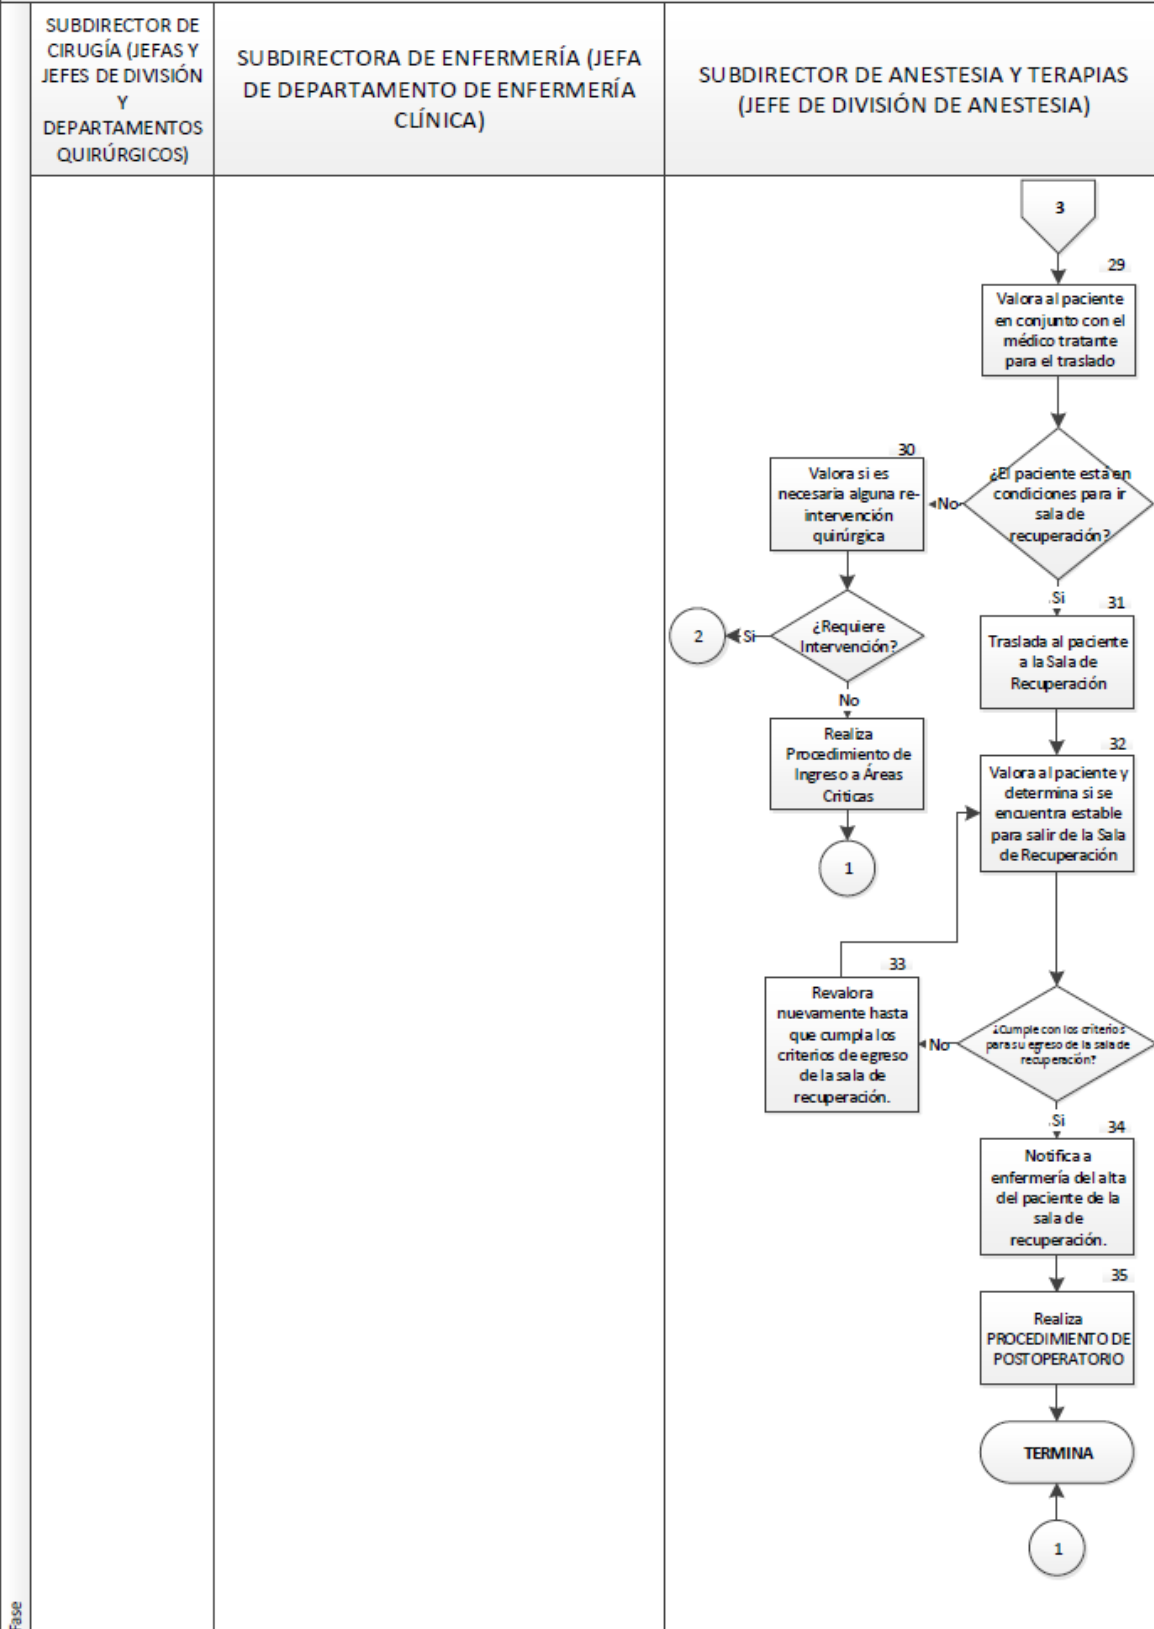 SUBDIRECTOR DE
CIRUGÍA (JEFAS Y
JEFES DE DIVISIÓN
Y
DEPARTAMENTOS
QUIRÚRGICOS)
SUBDIRECTORA DE ENFERMERÍA (JEFA
DE DEPARTAMENTO DE ENFERMERÍA
CLÍNICA)
SUBDIRECTOR DE ANESTESIA Y TERAPIAS
(JEFE DE DIVISIÓN DE ANESTESIA)
3
29
Valora al paciente
en conjunto con el
médico tratante
para el traslado
¿El paciente está en
condiciones para ir
sala de
recuperación?
No
30
Valora si es
necesaria alguna re-
intervención
quirúrgica
¿Requiere
Intervención?
Si
2
No
Realiza
Procedimiento de
Ingreso a Áreas
Criticas
1
.Si
31
Traslada al paciente
a la Sala de
Recuperación
32
Valora al paciente y
determina si se
encuentra estable
para salir de la Sala
de Recuperación
¿Cumple con los criterios
para su egreso de la sala de
recuperación?
No
33
Revalora
nuevamente hasta
que cumpla los
criterios de egreso
de la sala de
recuperación.
.Si
34
Notifica a
enfermería del alta
del paciente de la
sala de
recuperación.
35
Realiza
PROCEDIMIENTO DE
POSTOPERATORIO
TERMINA
1
Fase